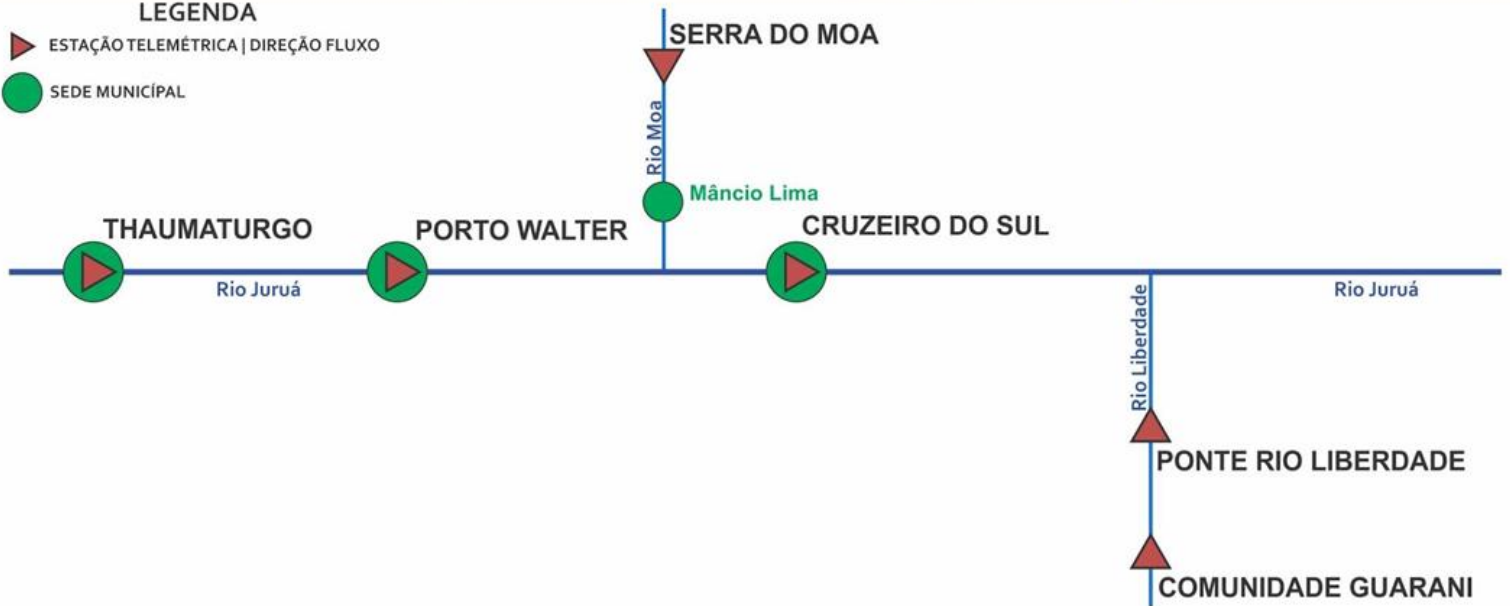 LEGENDA
ESTAÇÃO TELEMÉTRICA | DIREÇÃO FLUXO
SEDE MUNICÍPAL
SERRA DO MOA
Rio Moa
Mâncio Lima
THAUMATURGO
PORTO WALTER
CRUZEIRO DO SUL
Rio Juruá
Rio Juruá
Rio Liberdade
PONTE RIO LIBERDADE
COMUNIDADE GUARANI